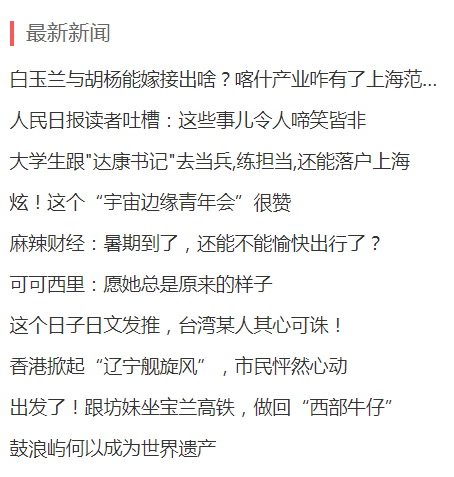 最新新闻
白玉兰与胡杨能嫁接出啥？喀什产业咋有了上海范...
人民日报读者吐槽：这些事儿令人啼笑皆非
大学生跟"达康书记"去当兵,练担当,还能落户上海
炫！这个“宇宙边缘青年会”很赞
麻辣财经：暑期到了，还能不能愉快出行了？
可可西里：愿她总是原来的样子
这个日子日文发推，台湾某人其心可诛！
香港掀起“辽宁舰旋风”，市民怦然心动
出发了！跟坊妹坐宝兰高铁，做回“西部牛仔”
鼓浪屿何以成为世界遗产